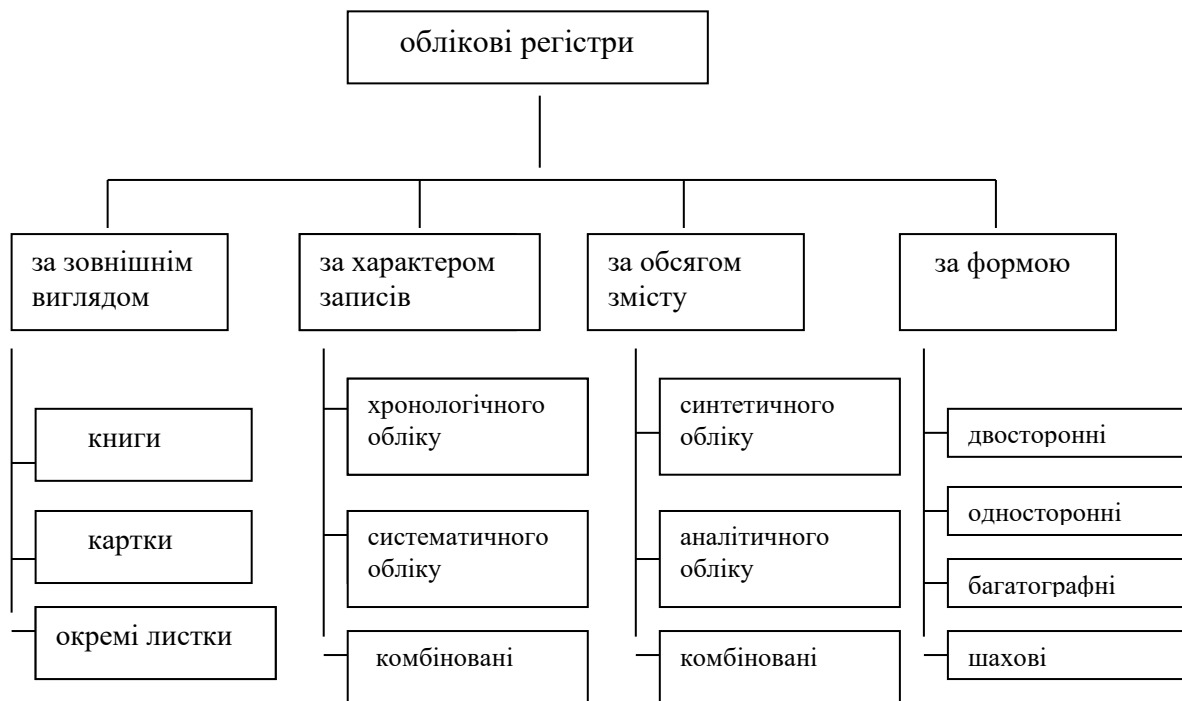 облікові регістри
за зовнішнім
виглядом
за характером
записів
за обсягом
змісту
за формою
книги
картки
окремі листки
хронологічного
обліку
систематичного
обліку
комбіновані
синтетичного
обліку
аналітичного
обліку
комбіновані
двосторонні
односторонні
багатографні
шахові